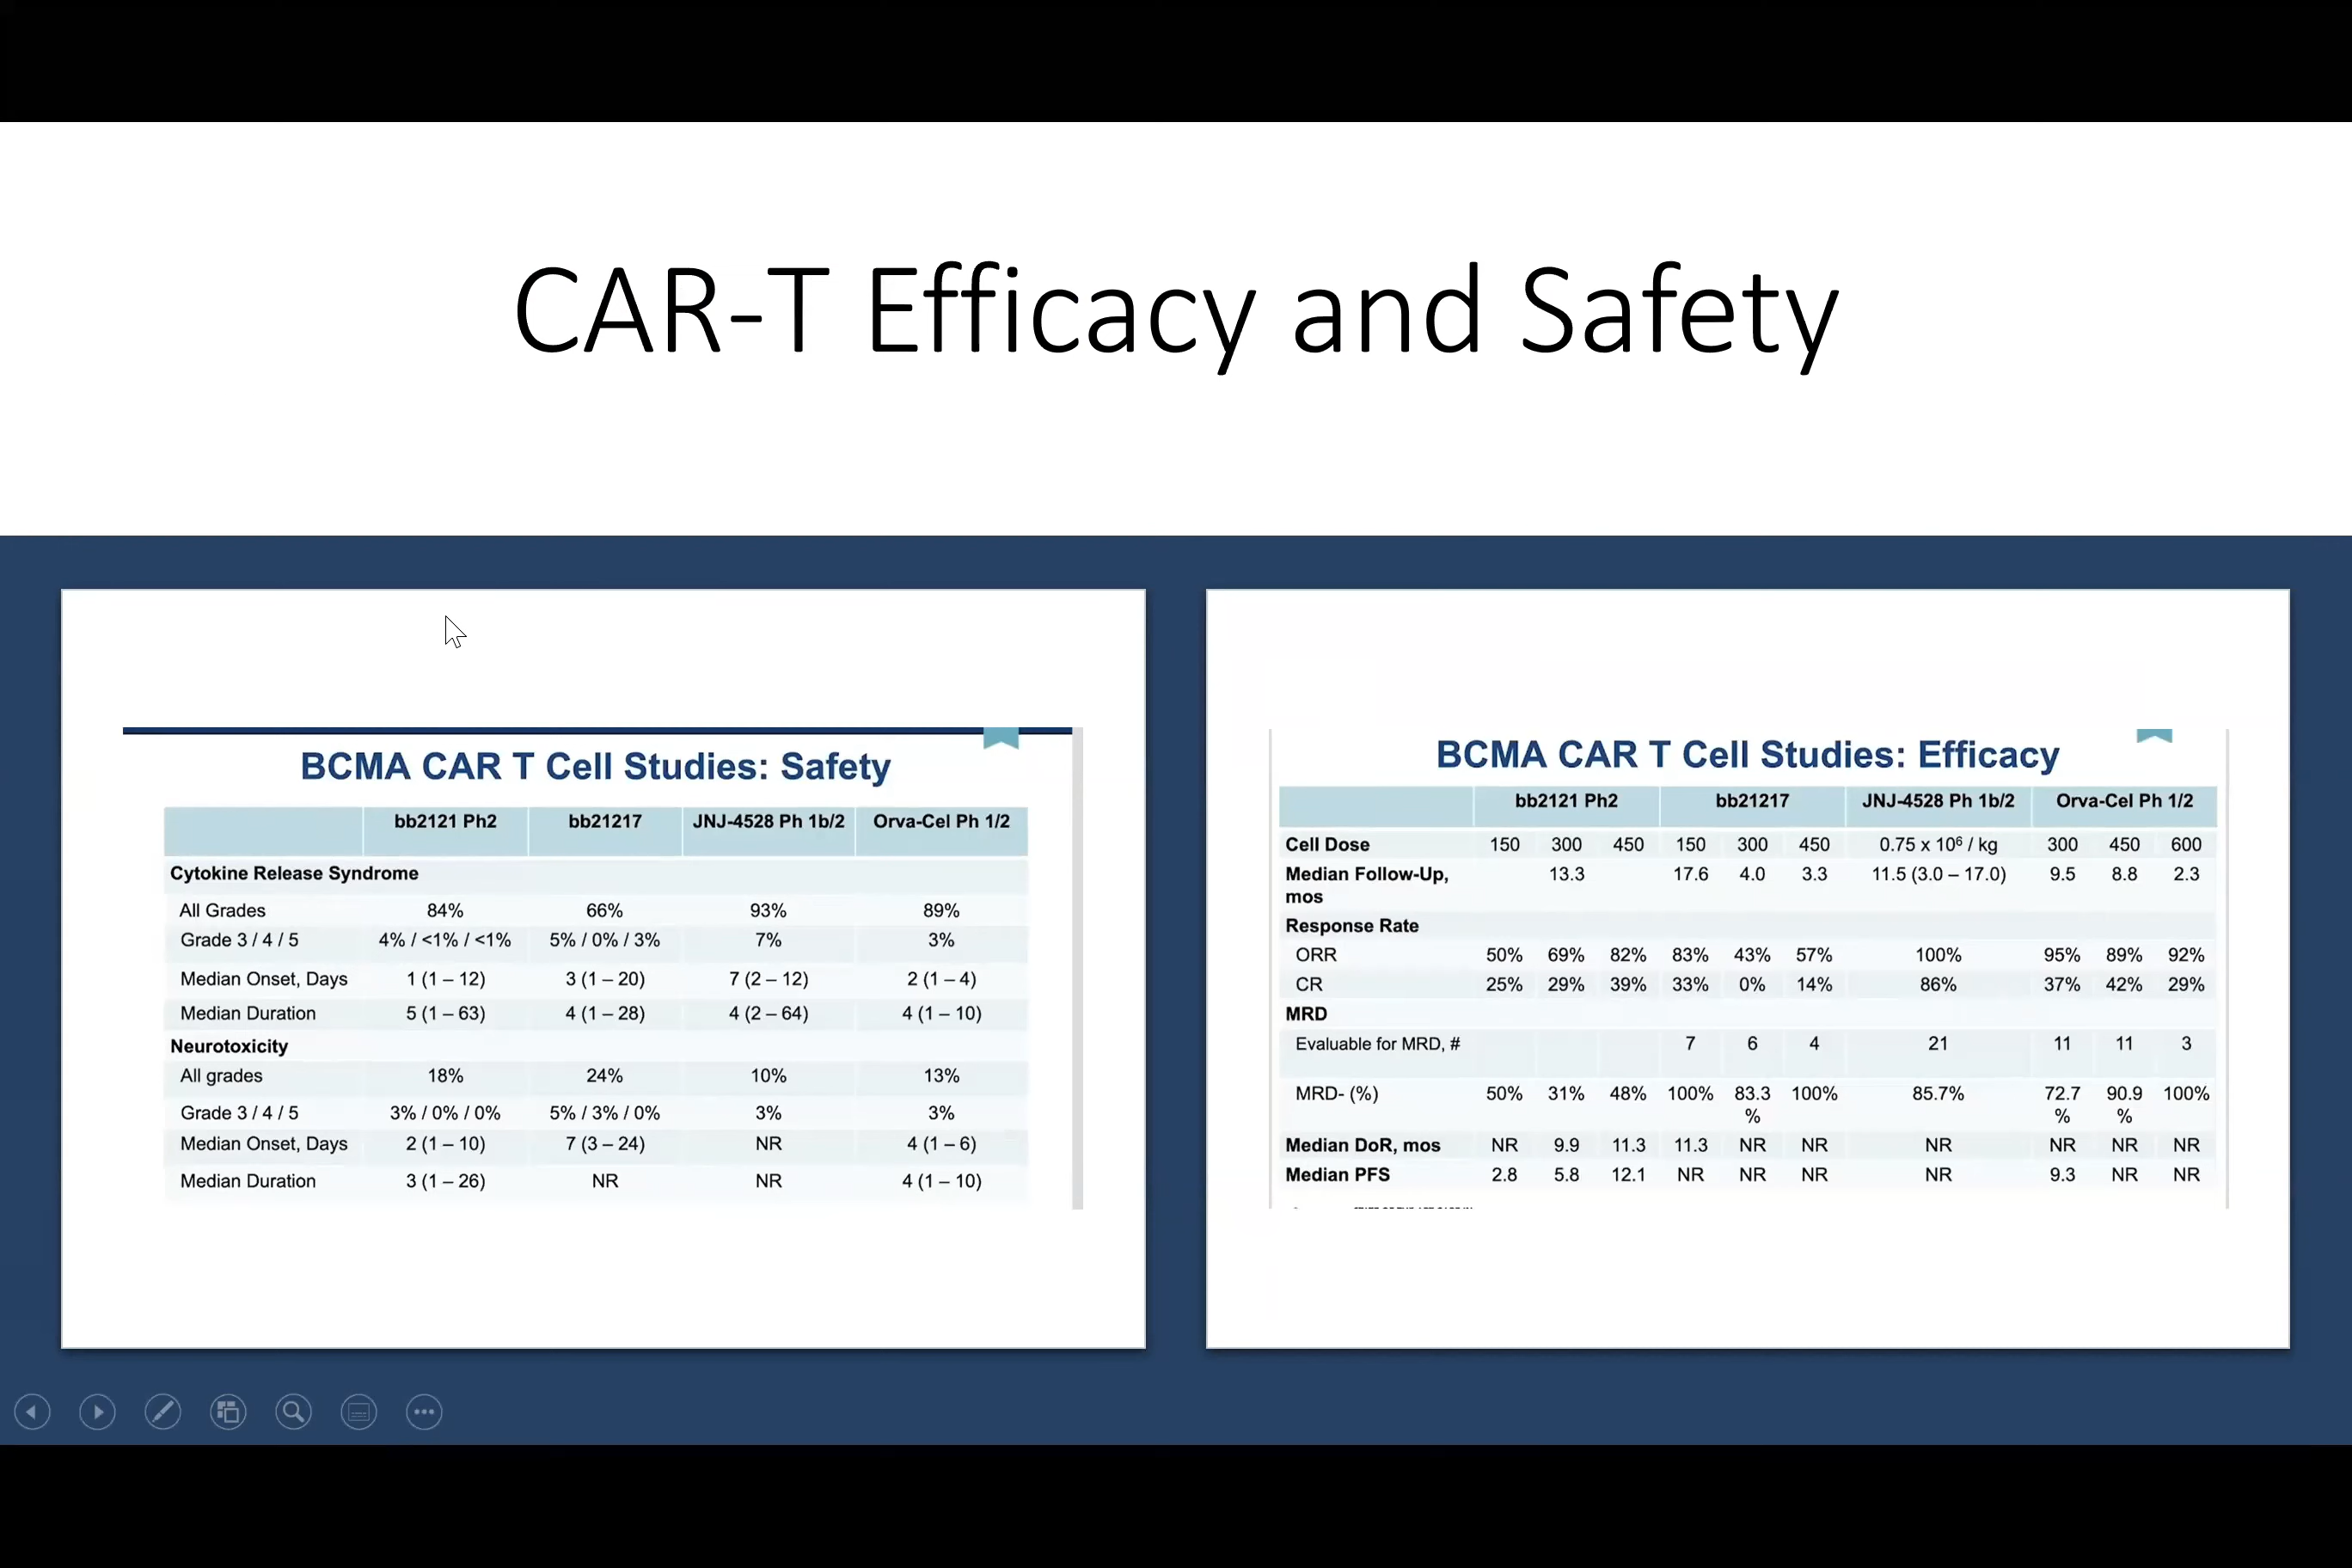 CAR-T Efficacy and Safety
BCMA CAR T Cell Studies: Safety
bb2121 Ph2 bb21217 JNJ-4528 Ph 1b/2 Orva-Cel Ph 1/2
Cytokine Release Syndrome
All Grades 84% 66% 93% 89%
Grade 3 / 4 / 5 4% / <1% / <1% 5% / 0% / 3% 7% 3%
Median Onset, Days 1 (1 – 12) 3 (1 – 20) 7 (2 – 12) 2 (1 – 4)
Median Duration 5 (1 – 63) 4 (1 – 28) 4 (2 – 64) 4 (1 – 10)
Neurotoxicity
All grades 18% 24% 10% 13%
Grade 3 / 4 / 5 3% / 0% / 0% 5% / 3% / 0% 3% 3%
Median Onset, Days 2 (1 – 10) 7 (3 – 24) NR 4 (1 – 6)
Median Duration 3 (1 – 26) NR NR 4 (1 – 10)
BCMA CAR T Cell Studies: Efficacy
bb2121 Ph2 bb21217 JNJ-4528 Ph 1b/2 Orva-Cel Ph 1/2
Cell Dose 150 300 450 150 300 450 0.75 x 10⁶ / kg 300 450 600
Median Follow-Up, 13.3 17.6 4.0 3.3 11.5 (3.0 – 17.0) 9.5 8.8 2.3
mos
Response Rate
ORR 50% 69% 82% 83% 43% 57% 100% 95% 89% 92%
CR 25% 29% 39% 33% 0% 14% 86% 37% 42% 29%
MRD
Evaluable for MRD, # 7 6 4 21 11 11 3
MRD- (%) 50% 31% 48% 100% 83.3 100% 85.7% 72.7 90.9 100%
% % %
Median DoR, mos NR 9.9 11.3 11.3 NR NR NR NR NR NR
Median PFS 2.8 5.8 12.1 NR NR NR NR 9.3 NR NR